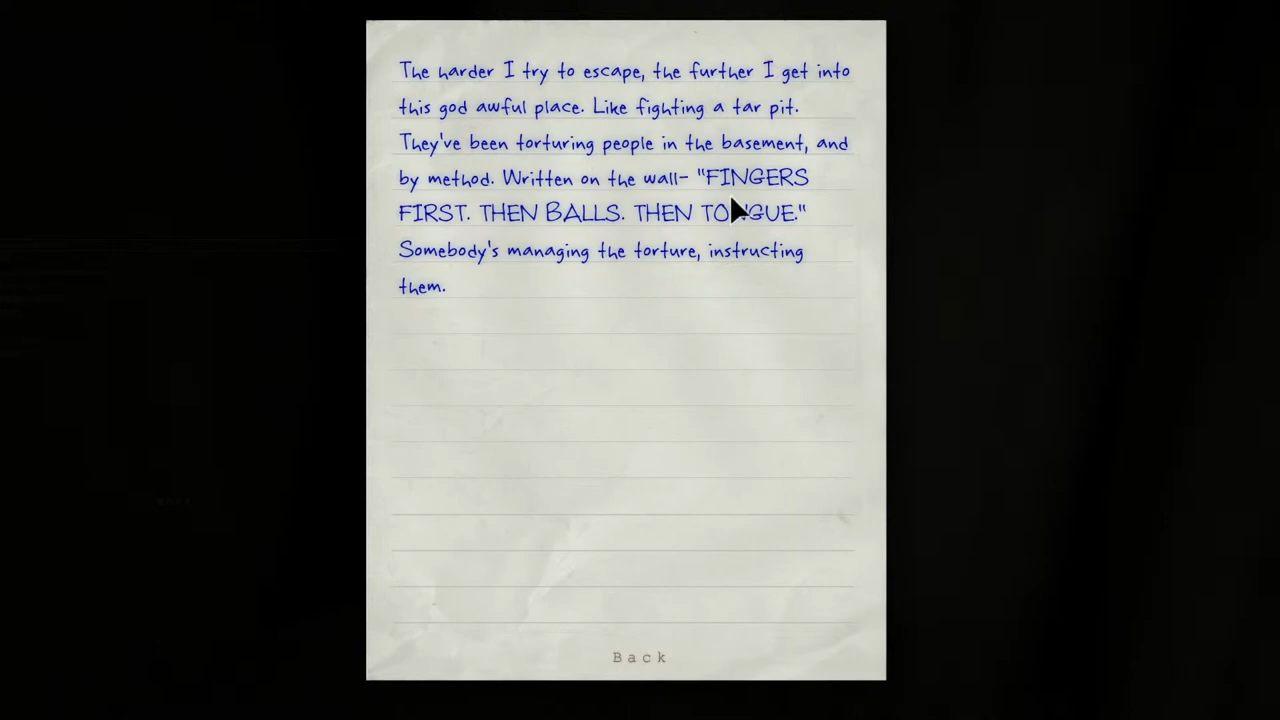 The harder I try to escape, the further I get into
this god awful place. Like fighting a tar pit.
They've been torturing people in the basement, and
by method. Written on the wall- "FINGERS
FIRST. THEN BALLS. THEN TONGUE."
Somebody's managing the torture, instructing
them.
Back